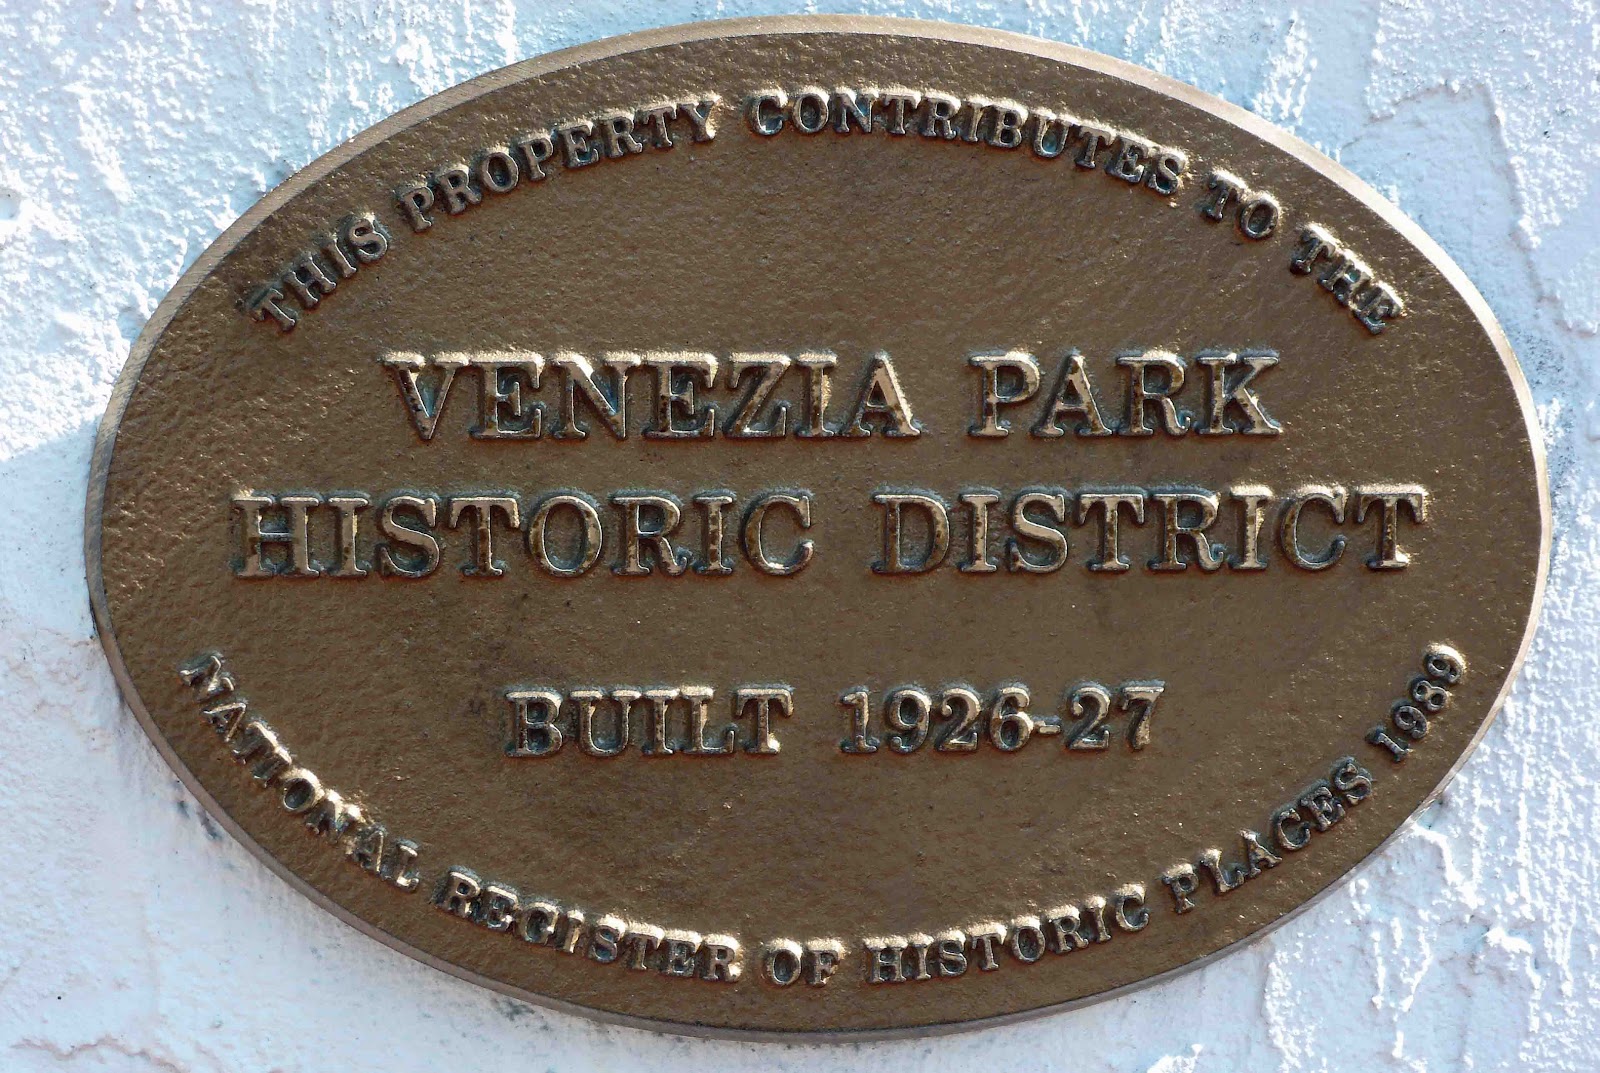 THIS PROPERTY CONTRIBUTES TO THE
VENEZIA PARK
HISTORIC DISTRICT
BUILT 1926-27
NATIONAL REGISTER OF HISTORIC PLACES 1989